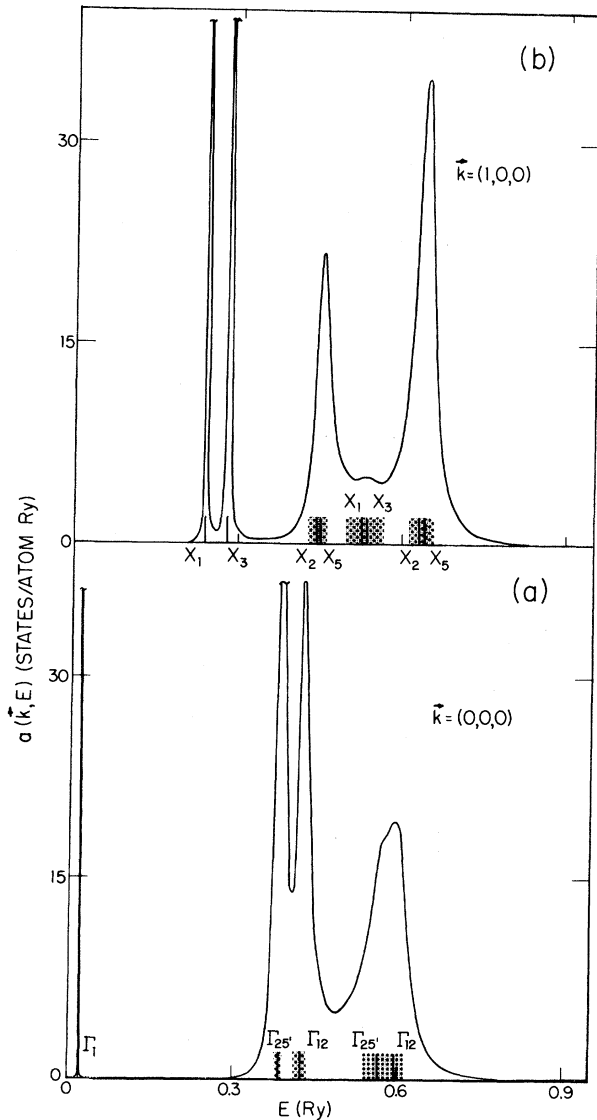 (b)
30
k⃗=(1,0,0)
15
X₁ X₃
0
X₁ X₃ X₂ X₅ X₂ X₅
a(k⃗,E) (STATES/ATOM Ry)
(a)
30
k⃗=(0,0,0)
15
Γ₁ Γ₂₅' Γ₁₂ Γ₂₅' Γ₁₂
0
0 0.3 0.6 0.9
E (Ry)